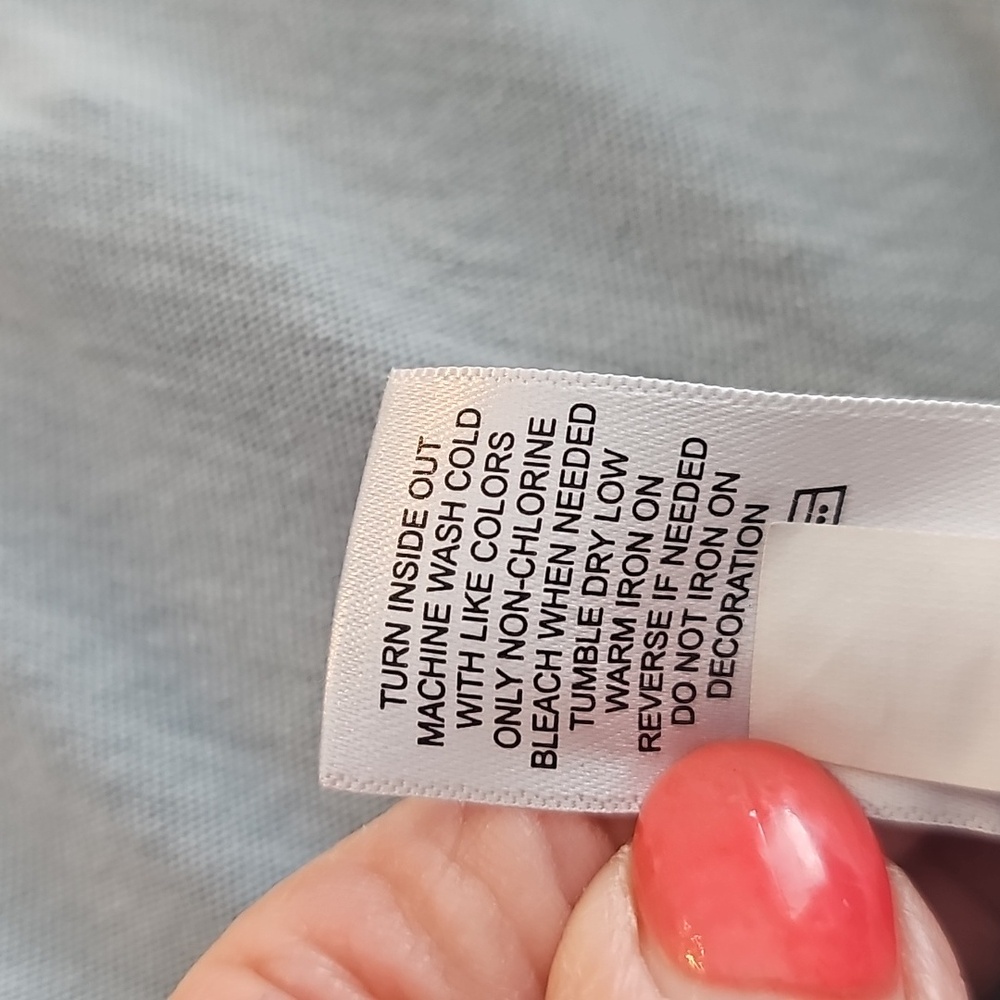 TURN INSIDE OUT
MACHINE WASH COLD
WITH LIKE COLORS
ONLY NON-CHLORINE
BLEACH WHEN NEEDED
TUMBLE DRY LOW
WARM IRON ON
REVERSE IF NEEDED
DO NOT IRON ON
DECORATION